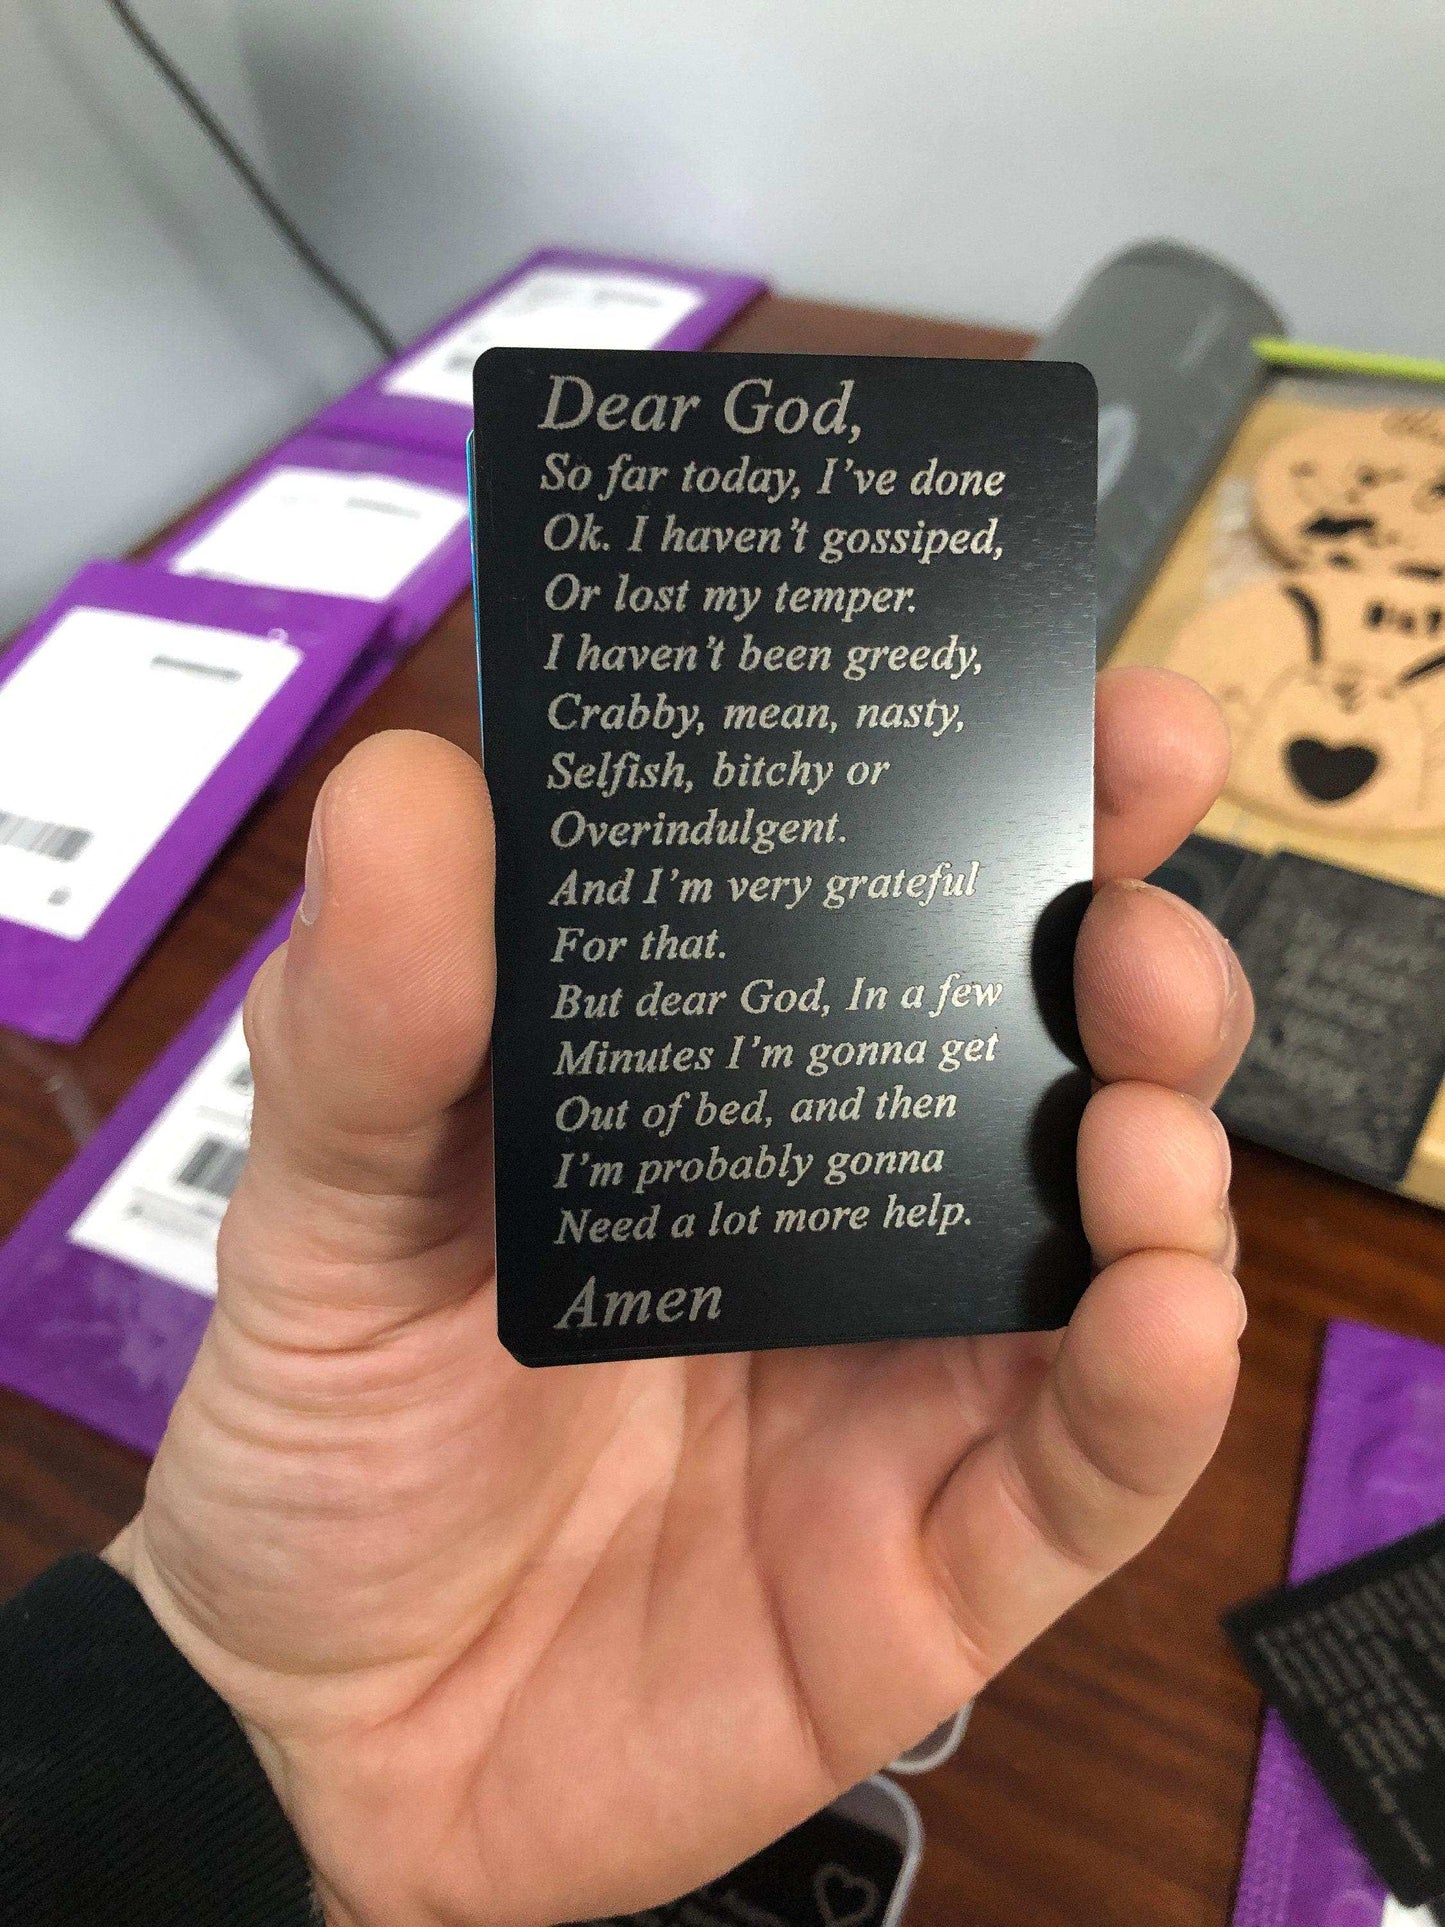 Dear God,
So far today, I've done
Ok. I haven't gossiped,
Or lost my temper.
I haven't been greedy,
Crabby, mean, nasty,
Selfish, bitchy or
Overindulgent.
And I'm very grateful
For that.
But dear God, In a few
Minutes I'm gonna get
Out of bed, and then
I'm probably gonna
Need a lot more help.
Amen